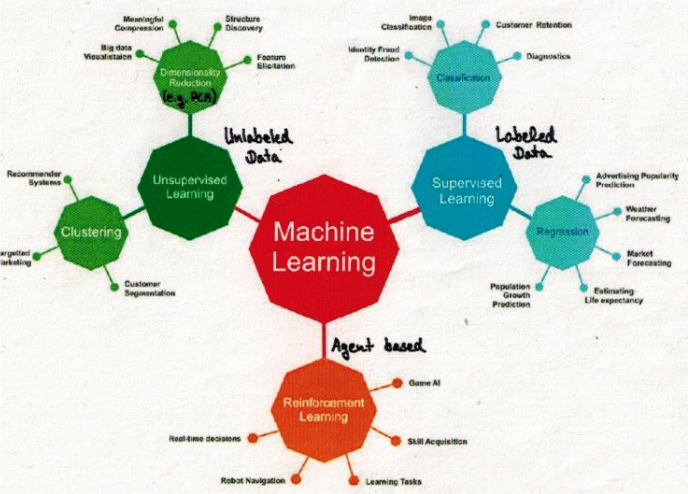 Meaningful
Compression
Structure
Discovery
Big data
Visualistaion
Feature
Elicitation
Dimensionality
Reduction
(e.g. PCA)
Image
Classification
Customer Retention
Identity Fraud
Detection
Classification
Diagnostics
Unlabeled
Data
Labeled
Data
Recommender
Systems
Unsupervised
Learning
Supervised
Learning
Advertising Popularity
Prediction
Weather
Forecasting
Clustering
Machine
Learning
Regression
argetted
arketing
Customer
Segmentation
Market
Forecasting
Population
Growth
Prediction
Estimating
Life expectancy
Agent based
Reinforcement
Learning
Game AI
Real-time decisions
Skill Acquisition
Robot Navigation
Learning Tasks